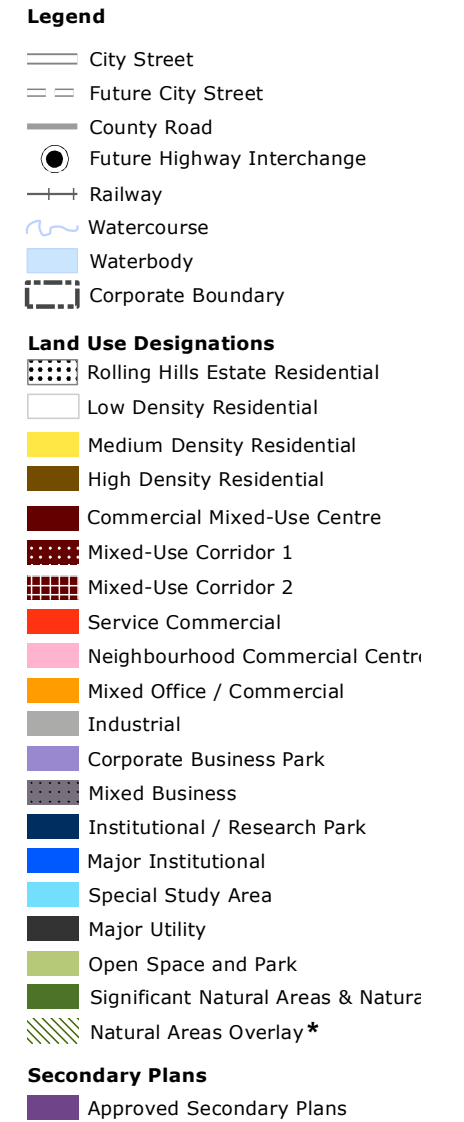 Legend
City Street
Future City Street
County Road
Future Highway Interchange
Railway
Watercourse
Waterbody
Corporate Boundary
Land Use Designations
Rolling Hills Estate Residential
Low Density Residential
Medium Density Residential
High Density Residential
Commercial Mixed-Use Centre
Mixed-Use Corridor 1
Mixed-Use Corridor 2
Service Commercial
Neighbourhood Commercial Centr
Mixed Office / Commercial
Industrial
Corporate Business Park
Mixed Business
Institutional / Research Park
Major Institutional
Special Study Area
Major Utility
Open Space and Park
Significant Natural Areas & Natura
Natural Areas Overlay*
Secondary Plans
Approved Secondary Plans